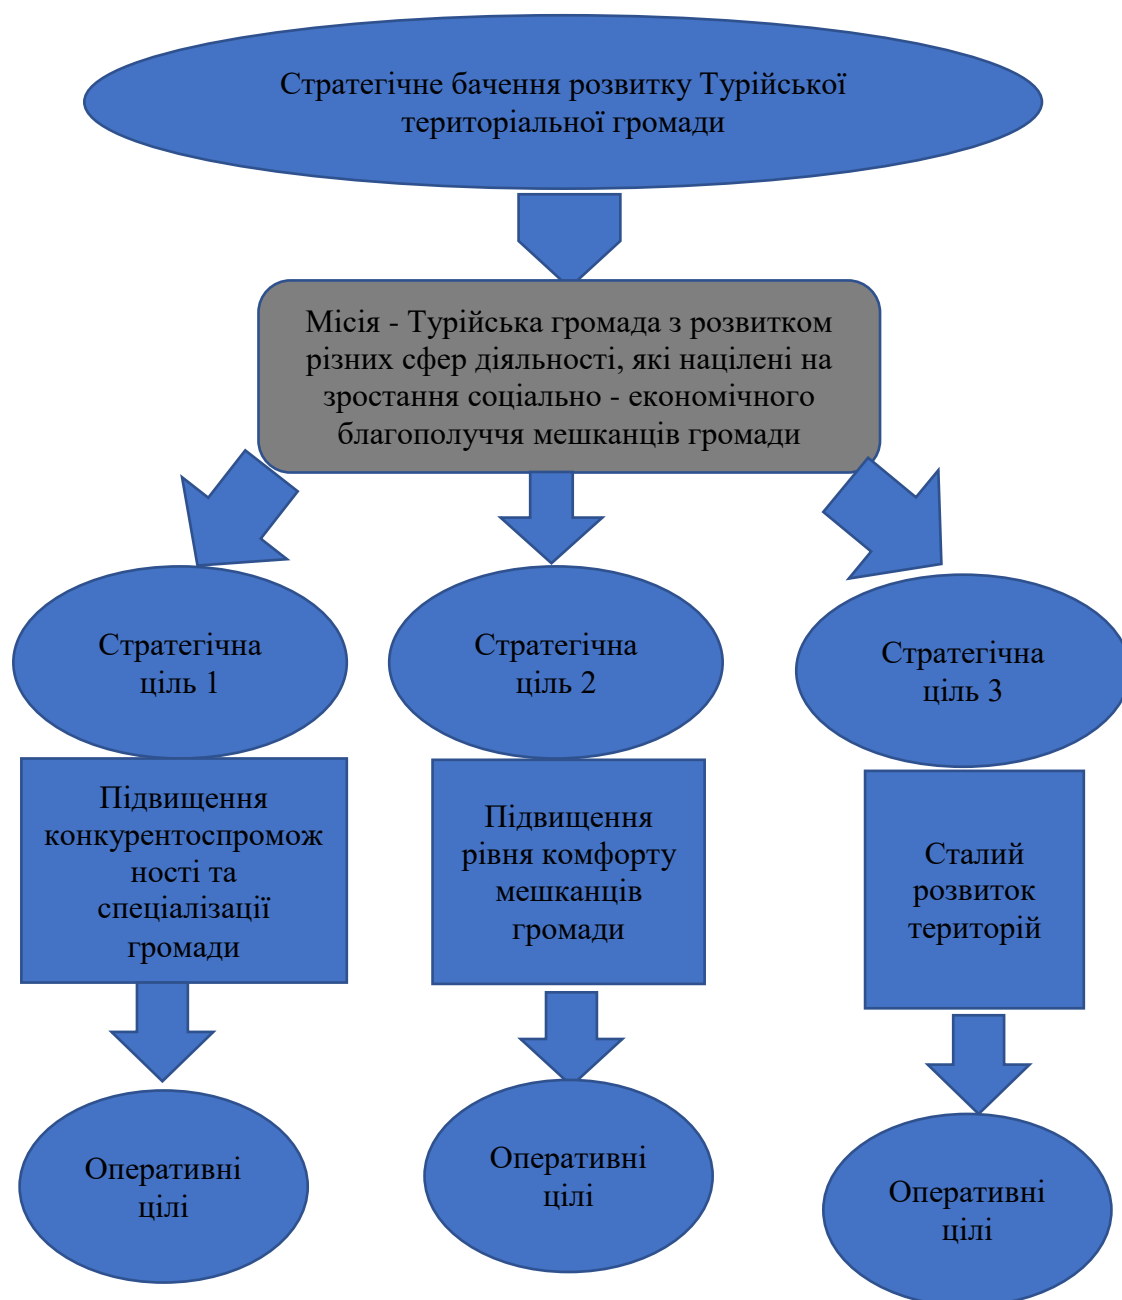 Стратегічне бачення розвитку Турійської
територіальної громади
Місія - Турійська громада з розвитком
різних сфер діяльності, які націлені на
зростання соціально - економічного
благополуччя мешканців громади
Стратегічна
ціль 1
Стратегічна
ціль 2
Стратегічна
ціль 3
Підвищення
конкурентоспромож
ності та
спеціалізації
громади
Підвищення
рівня комфорту
мешканців
громади
Сталий
розвиток
територій
Оперативні
цілі
Оперативні
цілі
Оперативні
цілі